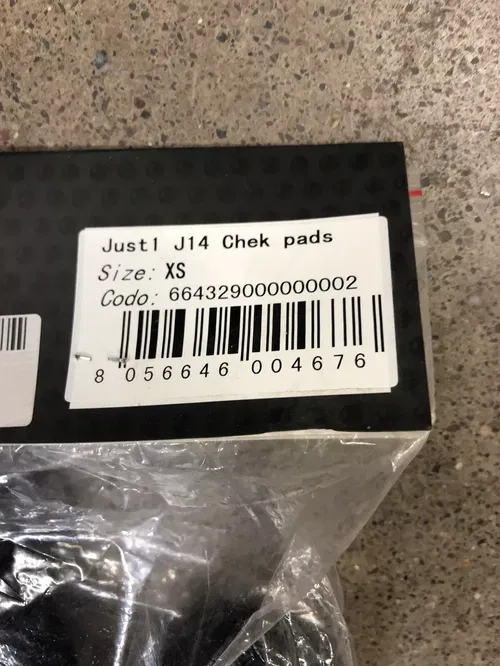 Just1 J14 Chek pads
Size: XS
Codo: 664329000000002
8 056646 004676